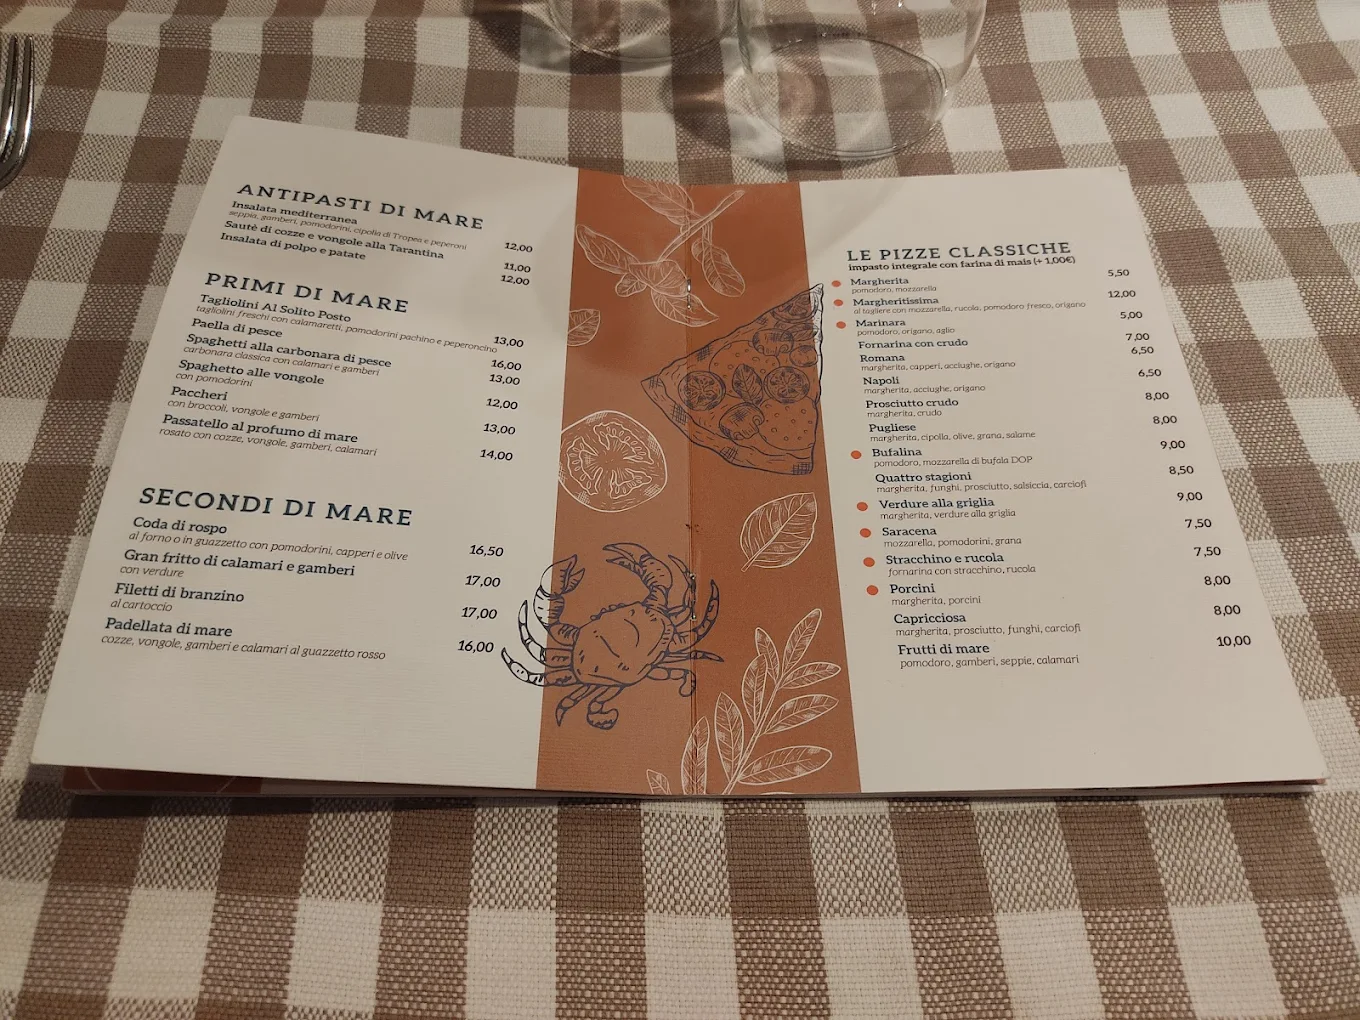 ANTIPASTI DI MARE
Insalata mediterranea
seppia, gamberi, pomodorini, cipolla di Tropea e peperoni
12,00
Sautè di cozze e vongole alla Tarantina
11,00
Insalata di polpo e patate
12,00
PRIMI DI MARE
Tagliolini Al Solito Posto
tagliolini freschi con calamaretti, pomodorini pachino e peperoncino
13,00
Paella di pesce
16,00
Spaghetti alla carbonara di pesce
carbonara classica con calamari e gamberi
13,00
Spaghetto alle vongole
con pomodorini
12,00
Paccheri
con broccoli, vongole e gamberi
13,00
Passatello al profumo di mare
rosato con cozze, vongole, gamberi, calamari
14,00
SECONDI DI MARE
Coda di rospo
al forno o in guazzetto con pomodorini, capperi e olive
16,50
Gran fritto di calamari e gamberi
con verdure
17,00
Filetti di branzino
al cartoccio
17,00
Padellata di mare
cozze, vongole, gamberi e calamari al guazzetto rosso
16,00
LE PIZZE CLASSICHE
impasto integrale con farina di mais (+ 1,00€)
Margherita 5,50
pomodoro, mozzarella
Margheritissima 12,00
al tagliere con mozzarella, rucola, pomodoro fresco, origano
Marinara 5,00
pomodoro, origano, aglio
Fornarina con crudo 7,00
Romana 6,50
margherita, capperi, acciughe, origano
Napoli 6,50
margherita, acciughe, origano
Prosciutto crudo 8,00
margherita, crudo
Pugliese 8,00
margherita, cipolla, olive, grana, salame
Bufalina 9,00
pomodoro, mozzarella di bufala DOP
Quattro stagioni 8,50
margherita, funghi, prosciutto, salsiccia, carciofi
Verdure alla griglia 9,00
margherita, verdure alla griglia
Saracena 7,50
mozzarella, pomodorini, grana
Stracchino e rucola 7,50
fornarina con stracchino, rucola
Porcini 8,00
margherita, porcini
Capricciosa 8,00
margherita, prosciutto, funghi, carciofi
Frutti di mare 10,00
pomodoro, gamberi, seppie, calamari